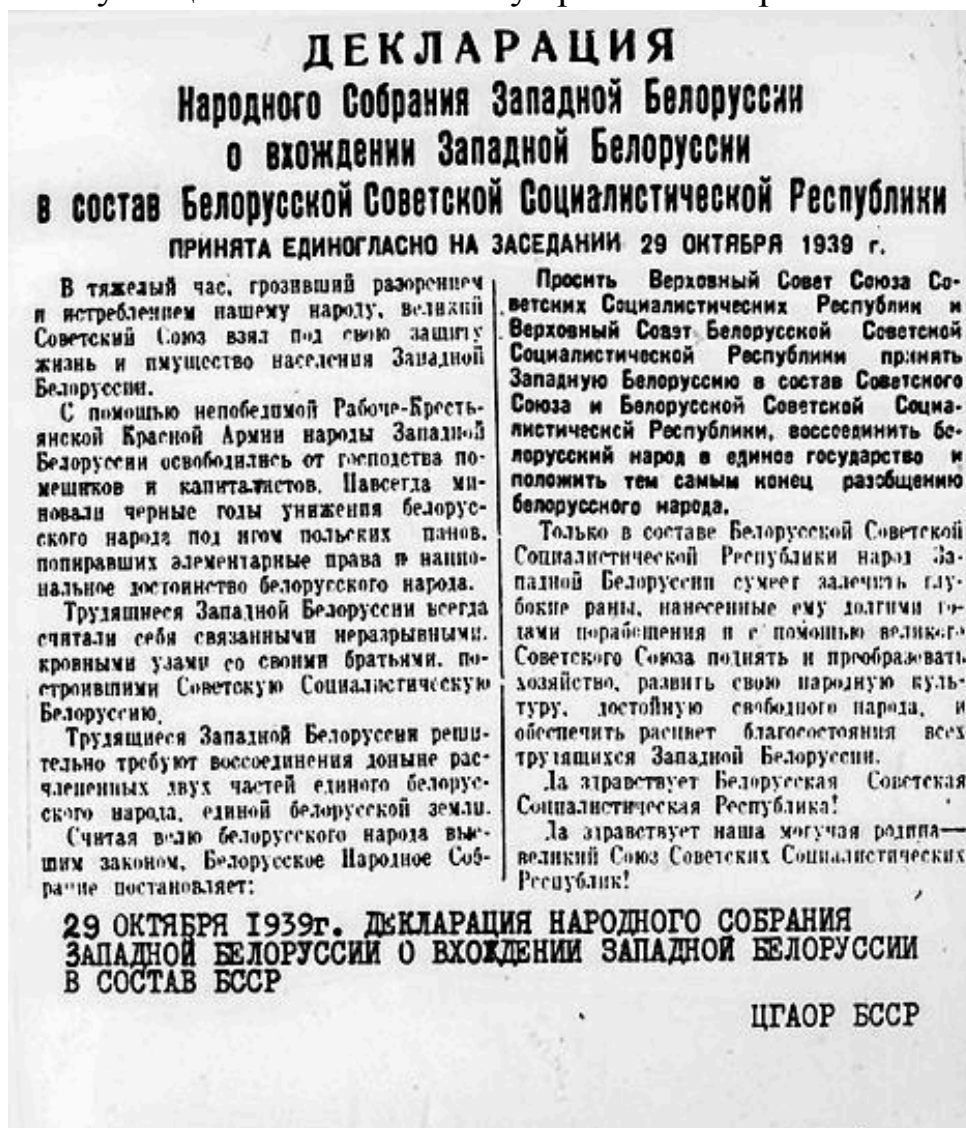 ДЕКЛАРАЦИЯ
Народного Собрания Западной Белоруссии
о вхождении Западной Белоруссии
в состав Белорусской Советской Социалистической Республики
ПРИНЯТА ЕДИНОГЛАСНО НА ЗАСЕДАНИИ 29 ОКТЯБРЯ 1939 г.
В тяжелый час, грозивший разорением
и истреблением нашему народу, великий
Советский Союз взял под свою защиту
жизнь и имущество населения Западной
Белоруссии.
С помощью непобедимой Рабоче-Кресть-
янской Красной Армии народы Западной
Белоруссии освободились от господства по-
мещиков и капиталистов. Навсегда ми-
новали черные годы унижения белорус-
ского народа под игом польских панов,
попиравших элементарные права и нацио-
нальное достоинство белорусского народа.
Трудящиеся Западной Белоруссии всегда
считали себя связанными неразрывными,
кровными узами со своими братьями, по-
строившими Советскую Социалистическую
Белоруссию.
Трудящиеся Западной Белоруссии реши-
тельно требуют воссоединения доныне рас-
члененных двух частей единого белорус-
ского народа, единой белорусской земли.
Считая волю белорусского народа выс-
шим законом, Белорусское Народное Соб-
рание постановляет:
Просить Верховный Совет Союза Со-
ветских Социалистических Республик и
Верховный Совет Белорусской Советской
Социалистической Республики принять
Западную Белоруссию в состав Советского
Союза и Белорусской Советской Социа-
листической Республики, воссоединить бе-
лорусский народ в единое государство и
положить тем самым конец разобщению
белорусского народа.
Только в составе Белорусской Советской
Социалистической Республики народ За-
падной Белоруссии сумеет залечить глу-
бокие раны, нанесенные ему долгими го-
дами порабощения и с помощью великого
Советского Союза поднять и преобразовать
хозяйство, развить свою народную куль-
туру, достойную свободного народа, и
обеспечить расцвет благосостояния всех
трудящихся Западной Белоруссии.
Да здравствует Белорусская Советская
Социалистическая Республика!
Да здравствует наша могучая родина—
великий Союз Советских Социалистических
Республик!
29 ОКТЯБРЯ 1939г. ДЕКЛАРАЦИЯ НАРОДНОГО СОБРАНИЯ
ЗАПАДНОЙ БЕЛОРУССИИ О ВХОЖДЕНИИ ЗАПАДНОЙ БЕЛОРУССИИ
В СОСТАВ БССР
ЦГАОР БССР